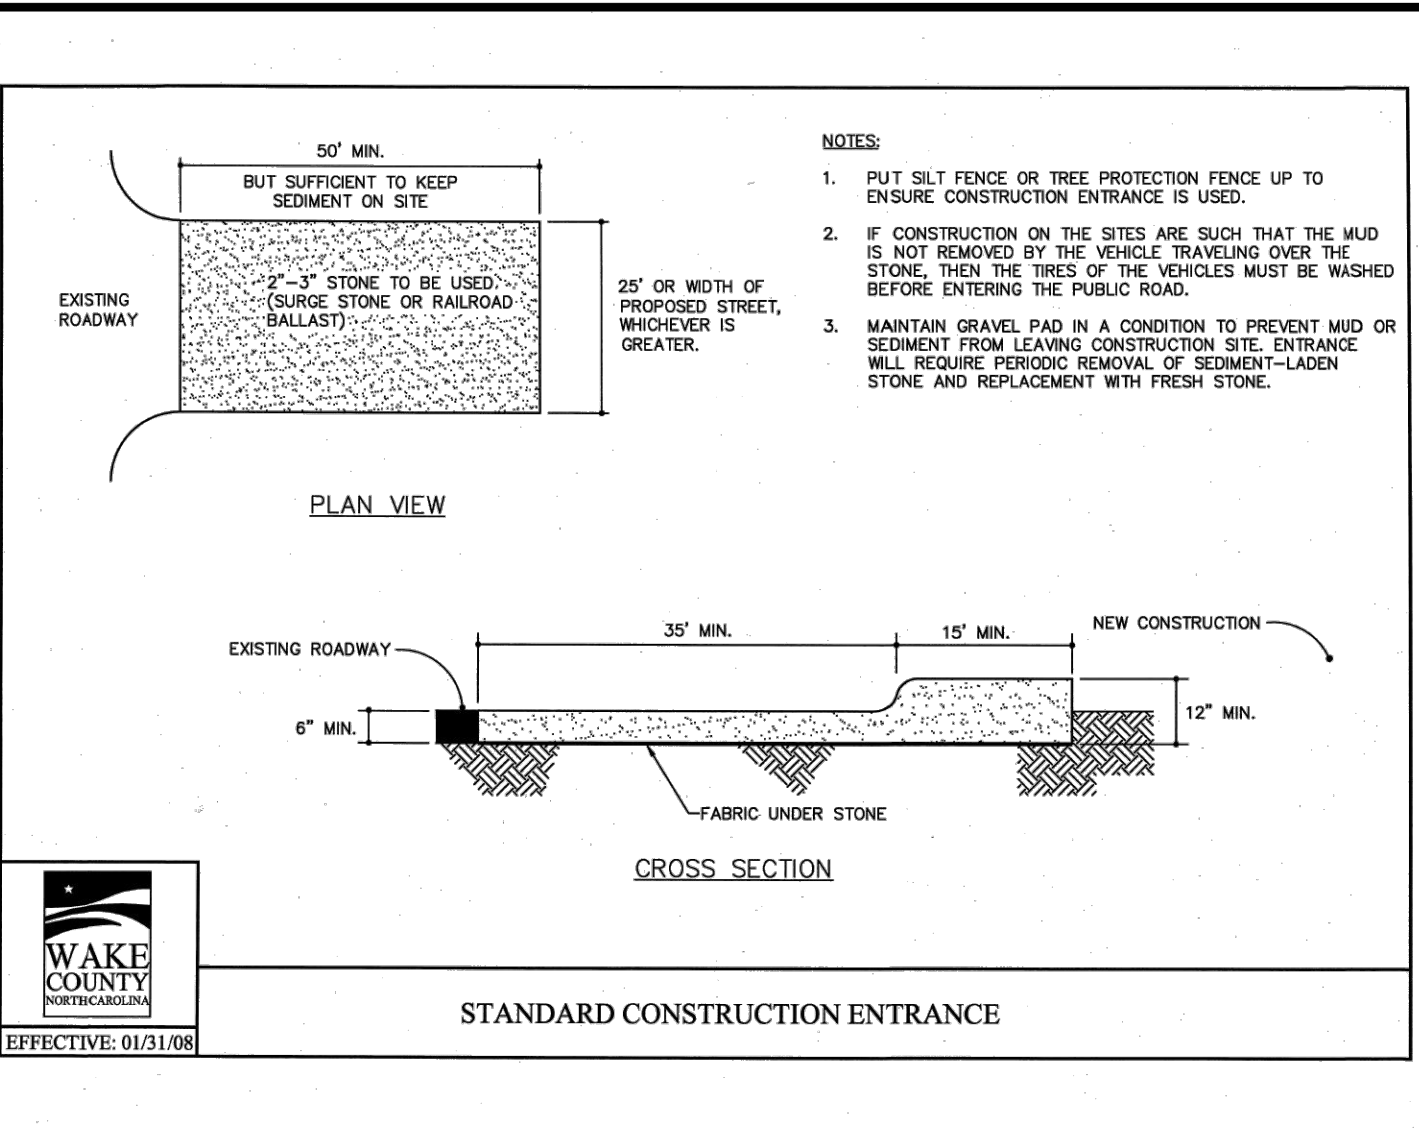 50' MIN.
BUT SUFFICIENT TO KEEP
SEDIMENT ON SITE
2"-3" STONE TO BE USED.
(SURGE STONE OR RAILROAD
BALLAST)
EXISTING
ROADWAY
25' OR WIDTH OF
PROPOSED STREET,
WHICHEVER IS
GREATER.
PLAN VIEW
NOTES:
1. PUT SILT FENCE OR TREE PROTECTION FENCE UP TO
ENSURE CONSTRUCTION ENTRANCE IS USED.
2. IF CONSTRUCTION ON THE SITES ARE SUCH THAT THE MUD
IS NOT REMOVED BY THE VEHICLE TRAVELING OVER THE
STONE, THEN THE TIRES OF THE VEHICLES MUST BE WASHED
BEFORE ENTERING THE PUBLIC ROAD.
3. MAINTAIN GRAVEL PAD IN A CONDITION TO PREVENT MUD OR
SEDIMENT FROM LEAVING CONSTRUCTION SITE. ENTRANCE
WILL REQUIRE PERIODIC REMOVAL OF SEDIMENT-LADEN
STONE AND REPLACEMENT WITH FRESH STONE.
EXISTING ROADWAY
35' MIN.
15' MIN.
NEW CONSTRUCTION
6" MIN.
12" MIN.
FABRIC UNDER STONE
CROSS SECTION
WAKE
COUNTY
NORTH CAROLINA
EFFECTIVE: 01/31/08
STANDARD CONSTRUCTION ENTRANCE